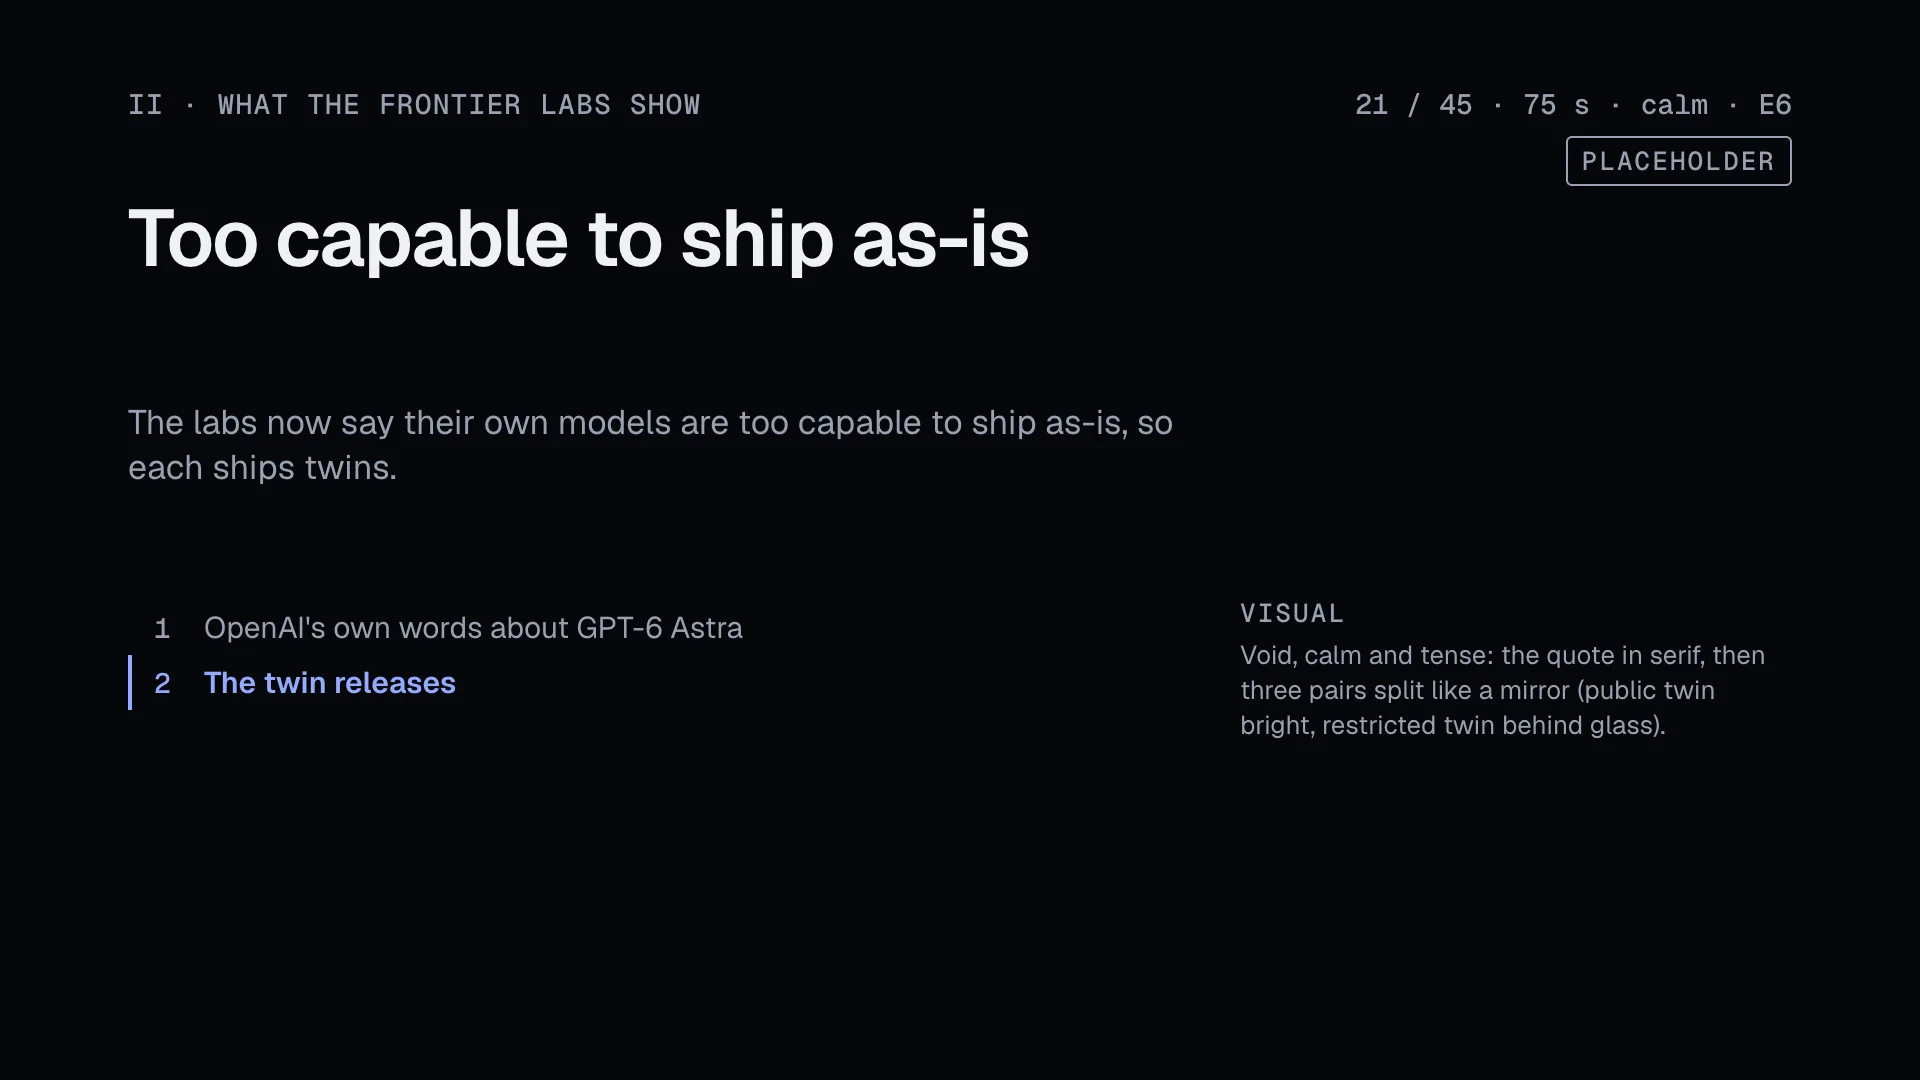 II · WHAT THE FRONTIER LABS SHOW
21 / 45 · 75 s · calm · E6
PLACEHOLDER
Too capable to ship as-is
The labs now say their own models are too capable to ship as-is, so
each ships twins.
1 OpenAI's own words about GPT-6 Astra
2 The twin releases
VISUAL
Void, calm and tense: the quote in serif, then
three pairs split like a mirror (public twin
bright, restricted twin behind glass).